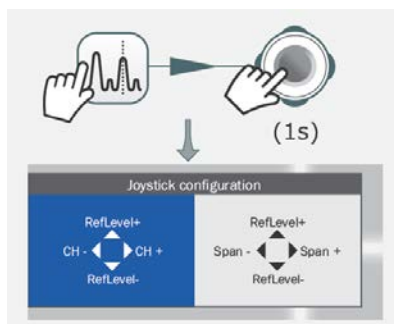 (1s)
Joystick configuration
RefLevel+
CH - CH +
RefLevel-
RefLevel+
Span - Span +
RefLevel-